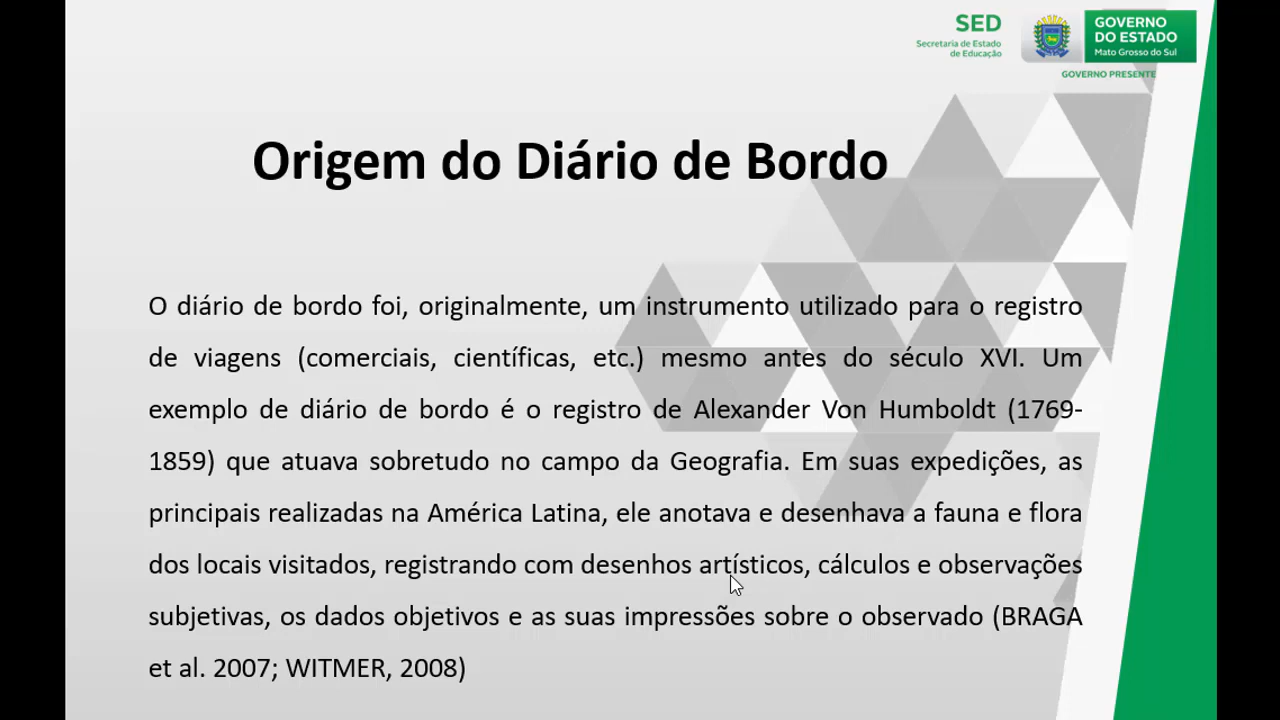 SED
Secretaria de Estado
de Educação
GOVERNO
DO ESTADO
Mato Grosso do Sul
GOVERNO PRESENTE
Origem do Diário de Bordo
O diário de bordo foi, originalmente, um instrumento utilizado para o registro
de viagens (comerciais, científicas, etc.) mesmo antes do século XVI. Um
exemplo de diário de bordo é o registro de Alexander Von Humboldt (1769-
1859) que atuava sobretudo no campo da Geografia. Em suas expedições, as
principais realizadas na América Latina, ele anotava e desenhava a fauna e flora
dos locais visitados, registrando com desenhos artísticos, cálculos e observações
subjetivas, os dados objetivos e as suas impressões sobre o observado (BRAGA
et al. 2007; WITMER, 2008)